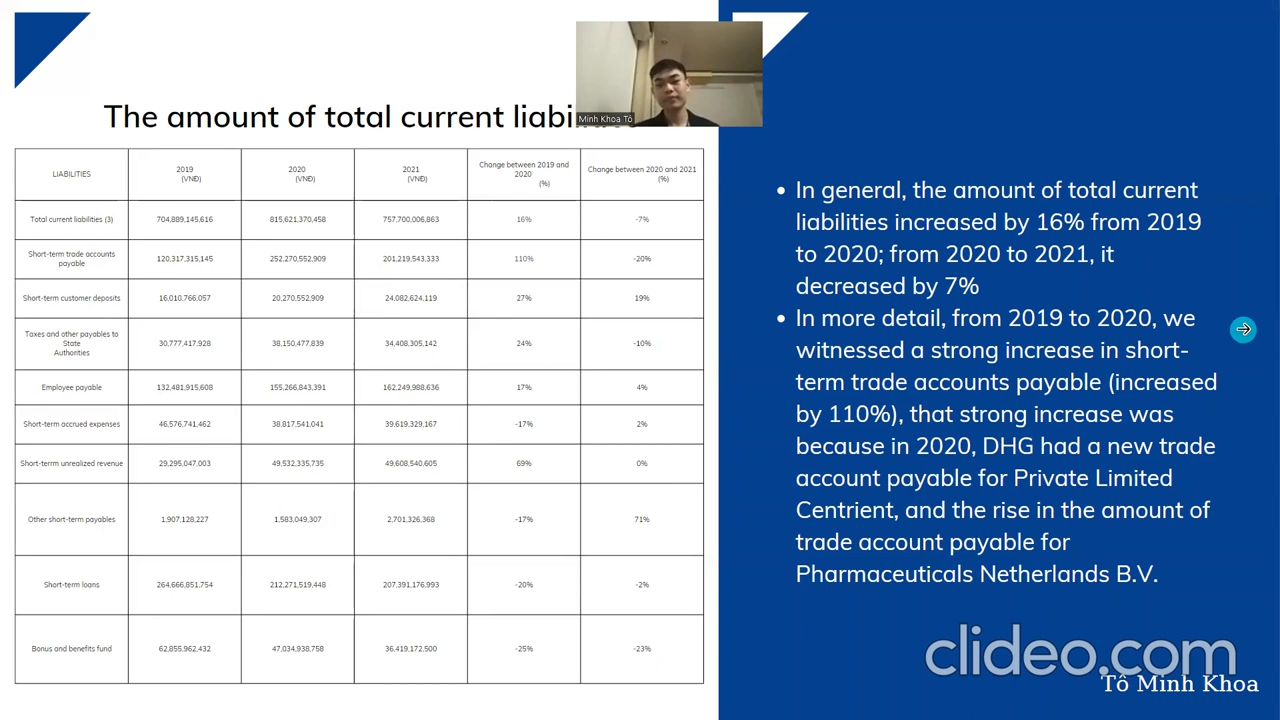 Minh Khoa Tô
The amount of total current
LIABILITIES
2019
(VNĐ)
2020
(VNĐ)
2021
(VNĐ)
Change between 2019 and
2020
(%)
Change between 2020 and 2021
(%)
Total current liabilities (3) 704,889,145,616 815,621,370,458 757,700,006,863 16% -7%
Short-term trade accounts
payable
120,317,315,145 252,270,552,909 201,219,543,333 110% -20%
Short-term customer deposits 16,010,766,057 20,270,552,909 24,082,624,119 27% 19%
Taxes and other payables to
State
Authorities
30,777,417,928 38,150,477,839 34,408,305,142 24% -10%
Employee payable 132,481,915,608 155,266,843,391 162,249,988,636 17% 4%
Short-term accrued expenses 46,576,741,462 38,817,541,041 39,619,329,167 -17% 2%
Short-term unrealized revenue 29.295,047,003 49,532,335,735 49,608,540,605 69% 0%
Other short-term payables 1,907,128,227 1,583,049,307 2,701,326,368 -17% 71%
Short-term loans 264,666,851,754 212,271,519,448 207,391,176,993 -20% -2%
Bonus and benefits fund 62,855,962,432 47,034,938,758 36,419,172,500 -25% -23%
• In general, the amount of total current
liabilities increased by 16% from 2019
to 2020; from 2020 to 2021, it
decreased by 7%
• In more detail, from 2019 to 2020, we
witnessed a strong increase in short-
term trade accounts payable (increased
by 110%), that strong increase was
because in 2020, DHG had a new trade
account payable for Private Limited
Centrient, and the rise in the amount of
trade account payable for
Pharmaceuticals Netherlands B.V.
clideo.com
Tô Minh Khoa